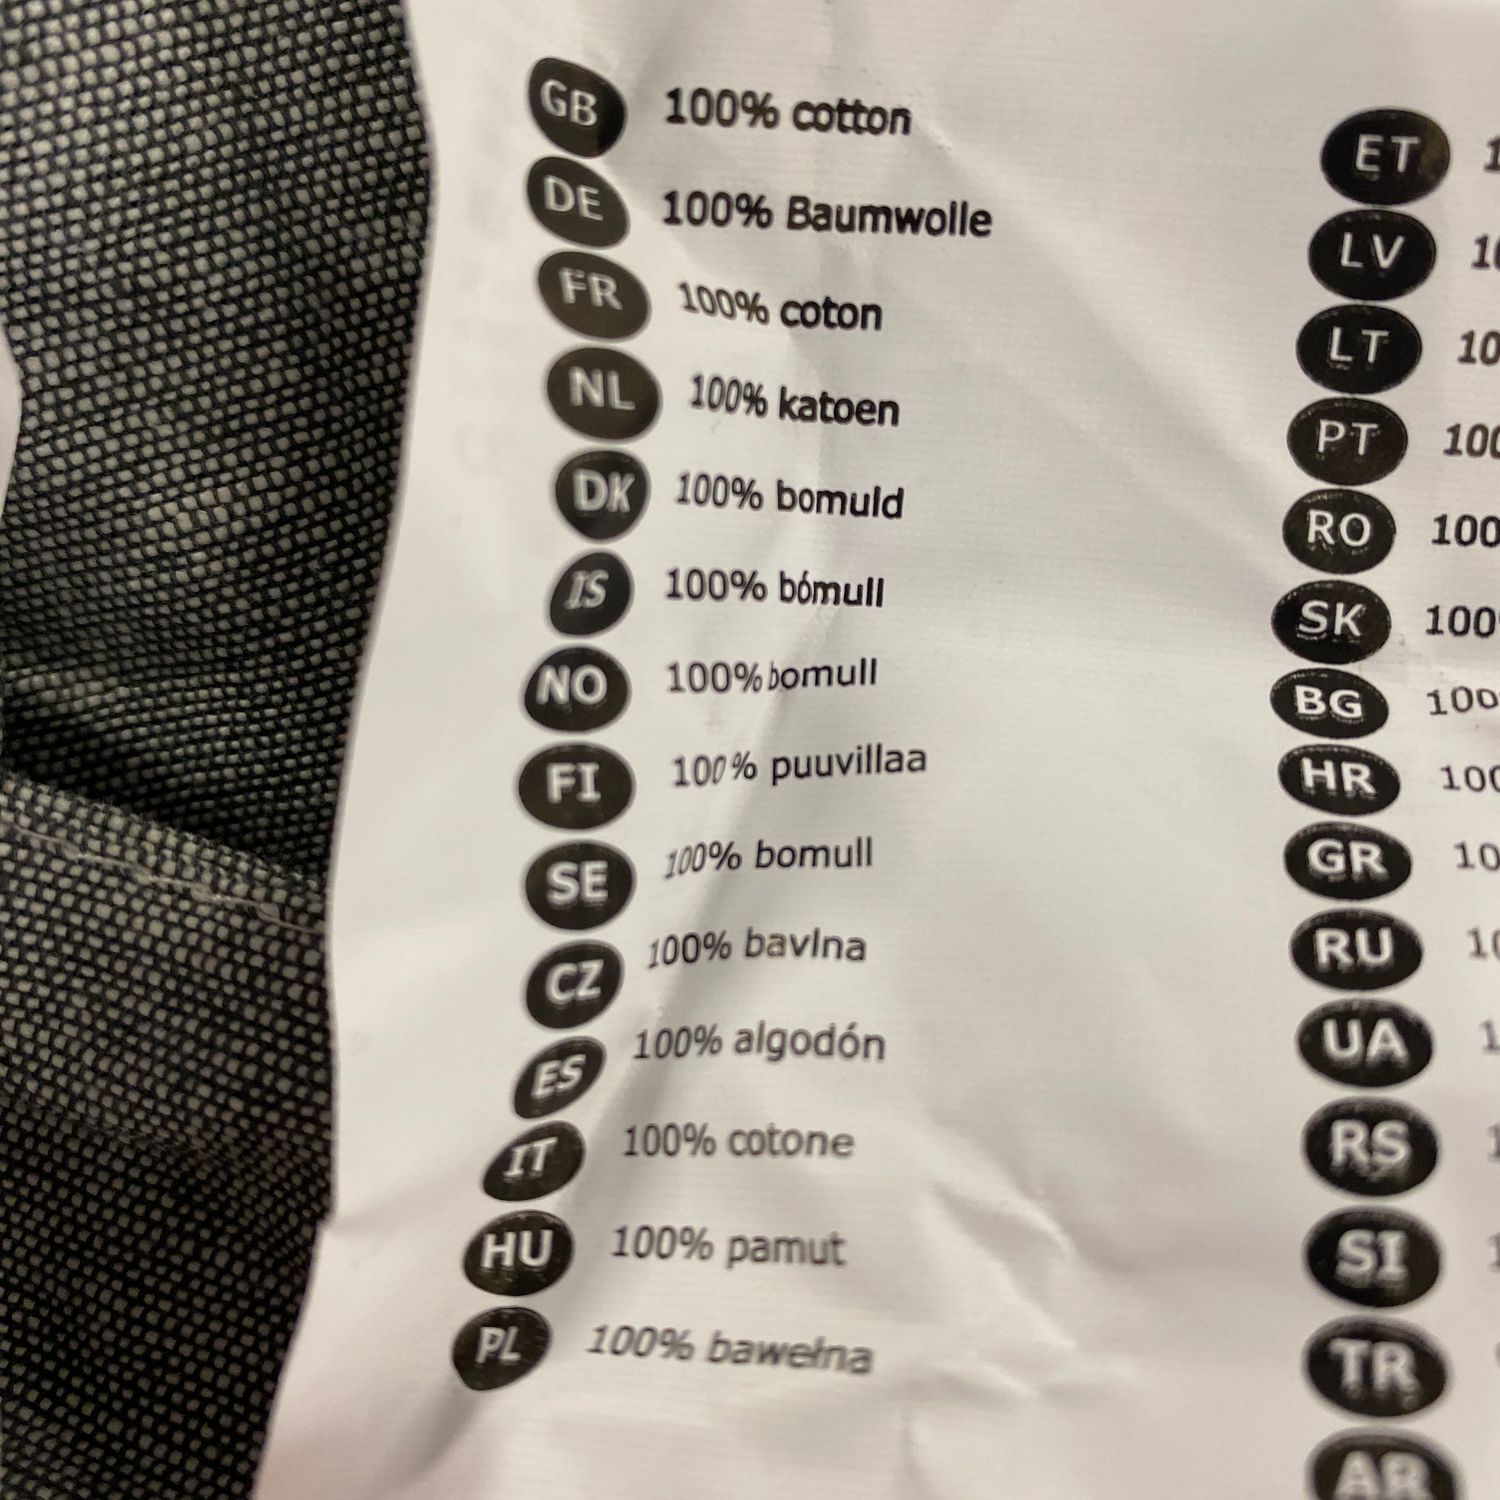 GB 100% cotton
DE 100% Baumwolle
FR 100% coton
NL 100% katoen
DK 100% bomuld
IS 100% bómull
NO 100% bomull
FI 100% puuvillaa
SE 100% bomull
CZ 100% bavlna
ES 100% algodón
IT 100% cotone
HU 100% pamut
PL 100% bawełna
ET
LV
LT
PT
RO
SK
BG
HR
GR
RU
UA
RS
SI
TR
AR